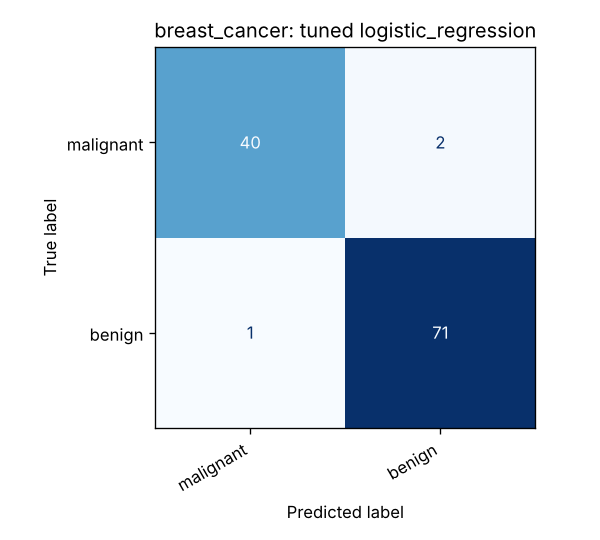 breast_cancer: tuned logistic_regression
True label
malignant
40
2
benign
1
71
malignant
benign
Predicted label